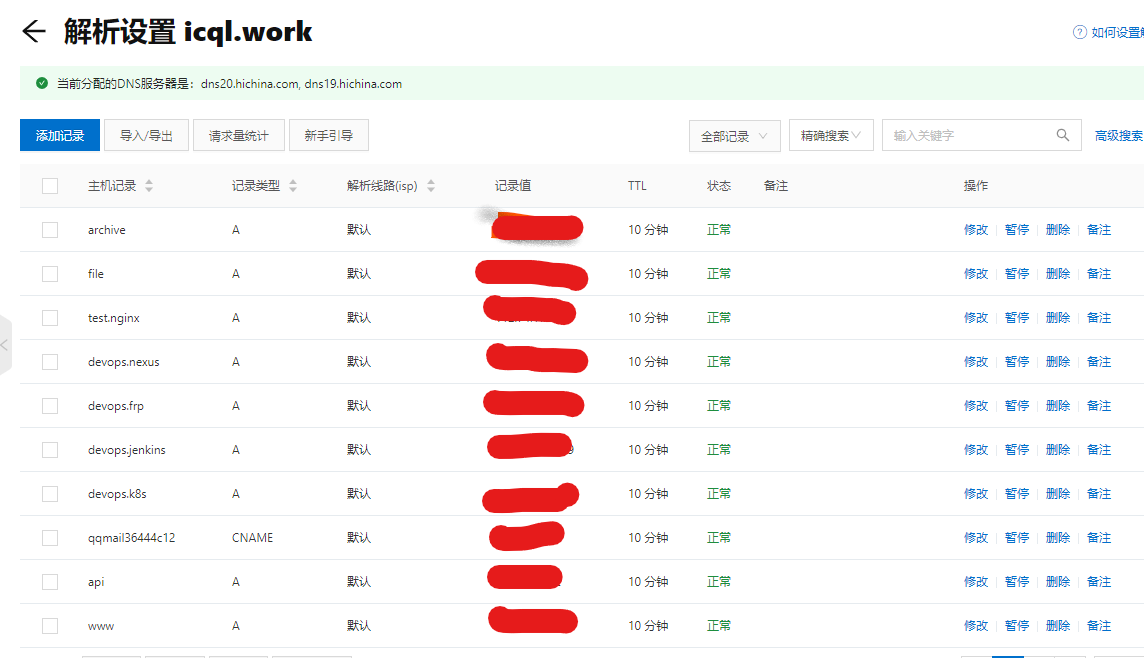 解析设置 icql.work
如何设置解
当前分配的DNS服务器是：dns20.hichina.com, dns19.hichina.com
添加记录 导入/导出 请求量统计 新手引导 全部记录 精确搜索 输入关键字 高级搜索
主机记录 记录类型 解析线路(isp) 记录值 TTL 状态 备注 操作
archive A 默认 10 分钟 正常 修改 暂停 删除 备注
file A 默认 10 分钟 正常 修改 暂停 删除 备注
test.nginx A 默认 10 分钟 正常 修改 暂停 删除 备注
devops.nexus A 默认 10 分钟 正常 修改 暂停 删除 备注
devops.frp A 默认 10 分钟 正常 修改 暂停 删除 备注
devops.jenkins A 默认 10 分钟 正常 修改 暂停 删除 备注
devops.k8s A 默认 10 分钟 正常 修改 暂停 删除 备注
qqmail36444c12 CNAME 默认 10 分钟 正常 修改 暂停 删除 备注
api A 默认 10 分钟 正常 修改 暂停 删除 备注
www A 默认 10 分钟 正常 修改 暂停 删除 备注